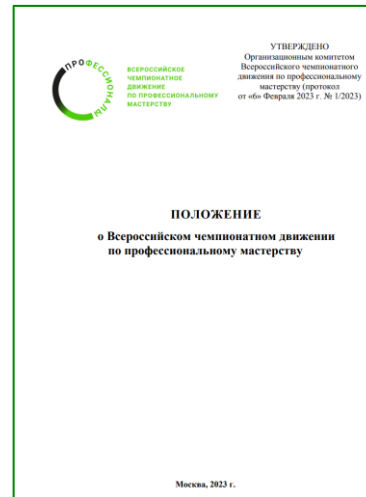 ПРОФЕССИОНАЛЫ
ВСЕРОССИЙСКОЕ
ЧЕМПИОНАТНОЕ
ДВИЖЕНИЕ
ПО ПРОФЕССИОНАЛЬНОМУ
МАСТЕРСТВУ
УТВЕРЖДЕНО
Организационным комитетом
Всероссийского чемпионатного
движения по профессиональному
мастерству (протокол
от «6» Февраля 2023 г. № 1/2023)
ПОЛОЖЕНИЕ
о Всероссийском чемпионатном движении
по профессиональному мастерству
Москва, 2023 г.